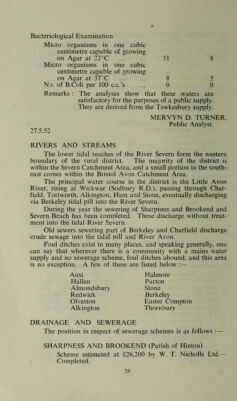 Bacteriological Examination
Micro organisms in one cubic
centimetre capable of growing
on Agar at 22°C 51 8
Micro organisms in one cubic
centimetre capable of growing
on Agar at 37°C ... 8 5
No. of B.Coli per 100 c.c.'s ... 0 0
Remarks: The analyses show that these waters are
satisfactory for the purposes of a public supply.
They are derived from the Tewkesbury supply.
MERVYN D. TURNER,
Public Analyst.
27.5.52
RIVERS AND STREAMS
The lower tidal reaches of the River Severn form the western
boundary of the rural district. The majority of the district is
within the Severn Catchment Area, and a small portion in the south-
east comes within the Bristol Avon Catchment Area.
The principal water course in the district is the Little Avon
River, rising at Wickwar (Sodbury R.D.), passing through Char-
field, Tortworth, Alkington, Ham and Stone, eventually discharging
via Berkeley tidal pill into the River Severn.
During the year the sewering of Sharpness and Brookend and
Severn Beach has been completed. These discharge without treat-
ment into the tidal River Severn.
Old sewers sewering part of Berkeley and Charfield discharge
crude sewage into the tidal pill and River Avon.
Foul ditches exist in many places, and speaking generally, one
can say that wherever there is a community with a mains water
supply and no sewerage scheme, foul ditches abound, and this area
is no exception. A few of these are listed below :—
Aust Halmore
Hallen Purton
Almondsbury Stone
Redwick Berkeley
Olveston Easter Compton
Alkington Thornbury
DRAINAGE AND SEWERAGE
The position in respect of sewerage schemes is as follows :—
SHARPNESS AND BROOKEND (Parish of Hinton)
Scheme estimated at £26,200 by W. T. Nicholls Ltd.—
Completed.
38